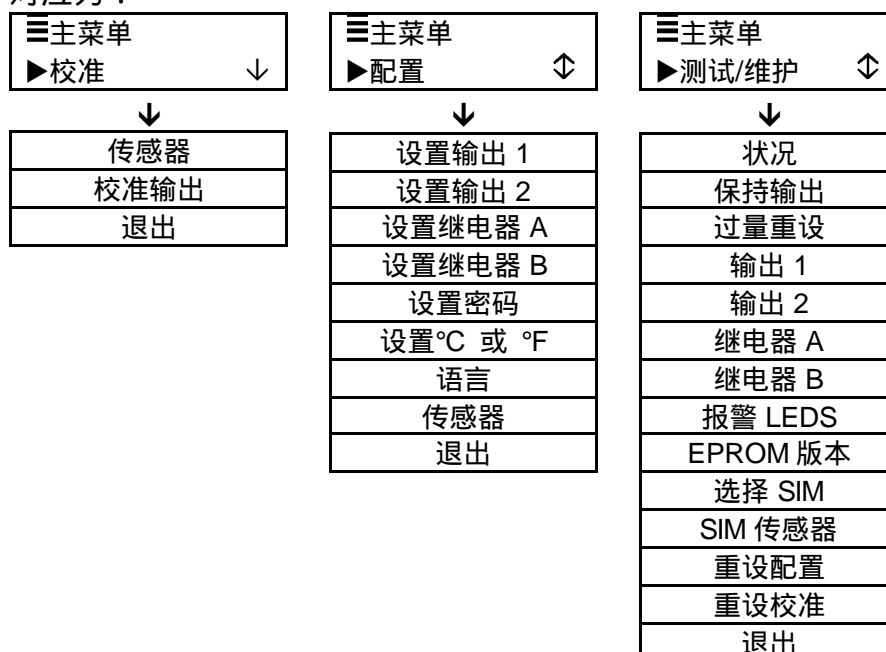 对应为：
主菜单
▶校准 ↓
↓
传感器
校准输出
退出
主菜单
▶配置 ↕
↓
设置输出 1
设置输出 2
设置继电器 A
设置继电器 B
设置密码
设置°C 或 °F
语言
传感器
退出
主菜单
▶测试/维护 ↕
↓
状况
保持输出
过量重设
输出 1
输出 2
继电器 A
继电器 B
报警 LEDS
EPROM 版本
选择 SIM
SIM 传感器
重设配置
重设校准
退出